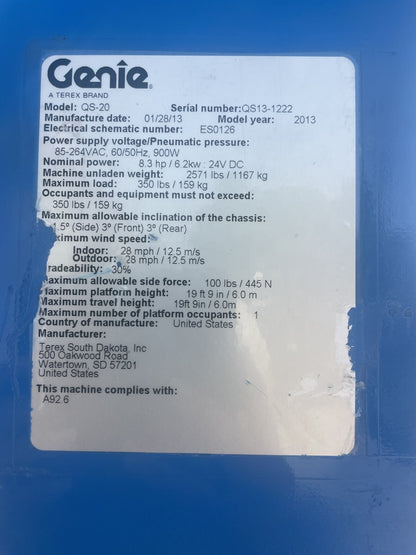 Genie
A TEREX BRAND
Model: QS-20 Serial number:QS13-1222
Manufacture date: 01/28/13 Model year: 2013
Electrical schematic number: ES0126
Power supply voltage/Pneumatic pressure:
85-264VAC, 60/50Hz, 900W
Nominal power: 8.3 hp / 6.2kw : 24V DC
Machine unladen weight: 2571 lbs / 1167 kg
Maximum load: 350 lbs / 159 kg
Occupants and equipment must not exceed:
350 lbs / 159 kg
Maximum allowable inclination of the chassis:
1.5° (Side) 3° (Front) 3° (Rear)
aximum wind speed:
Indoor: 28 mph / 12.5 m/s
Outdoor: 28 mph / 12.5 m/s
radeability: 30%
aximum allowable side force: 100 lbs / 445 N
aximum platform height: 19 ft 9 in / 6.0 m
Maximum travel height: 19ft 9in / 6.0m
Maximum number of platform occupants: 1
Country of manufacture: United States
Manufacturer:
Terex South Dakota, Inc
500 Oakwood Road
Watertown, SD 57201
United States
This machine complies with:
A92.6